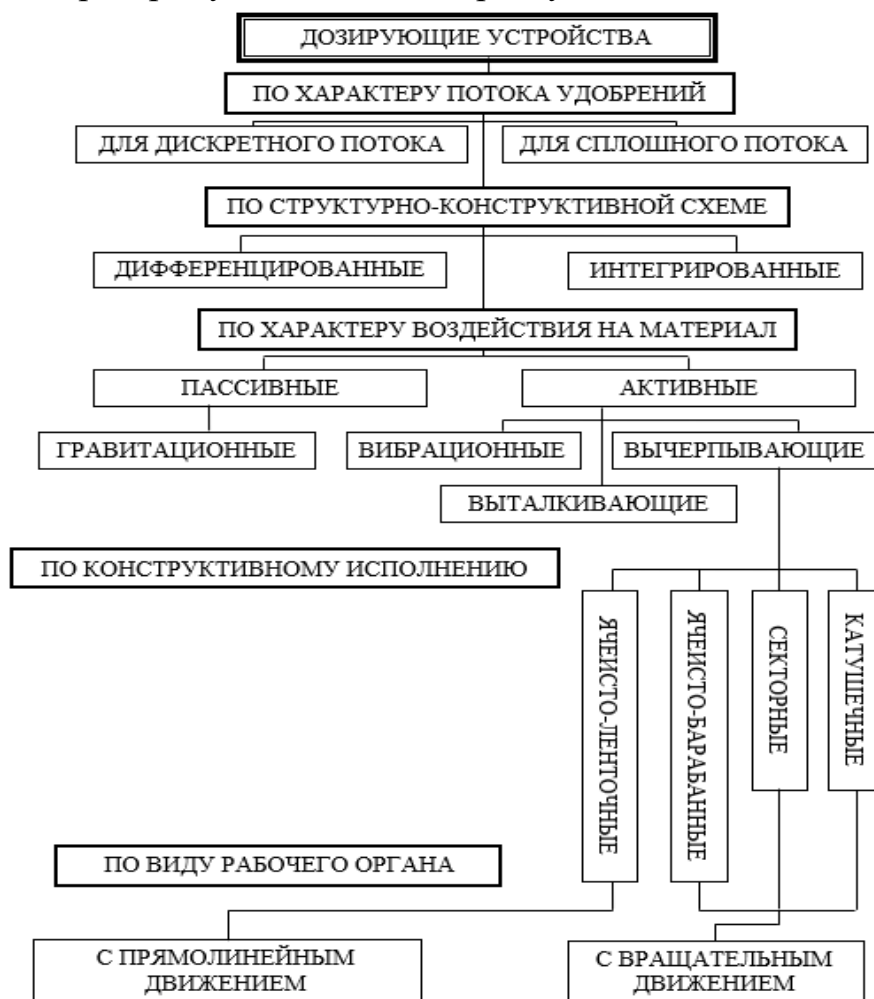 ДОЗИРУЮЩИЕ УСТРОЙСТВА
ПО ХАРАКТЕРУ ПОТОКА УДОБРЕНИЙ
ДЛЯ ДИСКРЕТНОГО ПОТОКА
ДЛЯ СПЛОШНОГО ПОТОКА
ПО СТРУКТУРНО-КОНСТРУКТИВНОЙ СХЕМЕ
ДИФФЕРЕНЦИРОВАННЫЕ
ИНТЕГРИРОВАННЫЕ
ПО ХАРАКТЕРУ ВОЗДЕЙСТВИЯ НА МАТЕРИАЛ
ПАССИВНЫЕ
АКТИВНЫЕ
ГРАВИТАЦИОННЫЕ
ВИБРАЦИОННЫЕ
ВЫЧЕРПЫВАЮЩИЕ
ВЫТАЛКИВАЮЩИЕ
ПО КОНСТРУКТИВНОМУ ИСПОЛНЕНИЮ
ЯЧЕИСТО-ЛЕНТОЧНЫЕ
ЯЧЕИСТО-БАРАБАННЫЕ
СЕКТОРНЫЕ
КАТУШЕЧНЫЕ
ПО ВИДУ РАБОЧЕГО ОРГАНА
С ПРЯМОЛИНЕЙНЫМ
ДВИЖЕНИЕМ
С ВРАЩАТЕЛЬНЫМ
ДВИЖЕНИЕМ